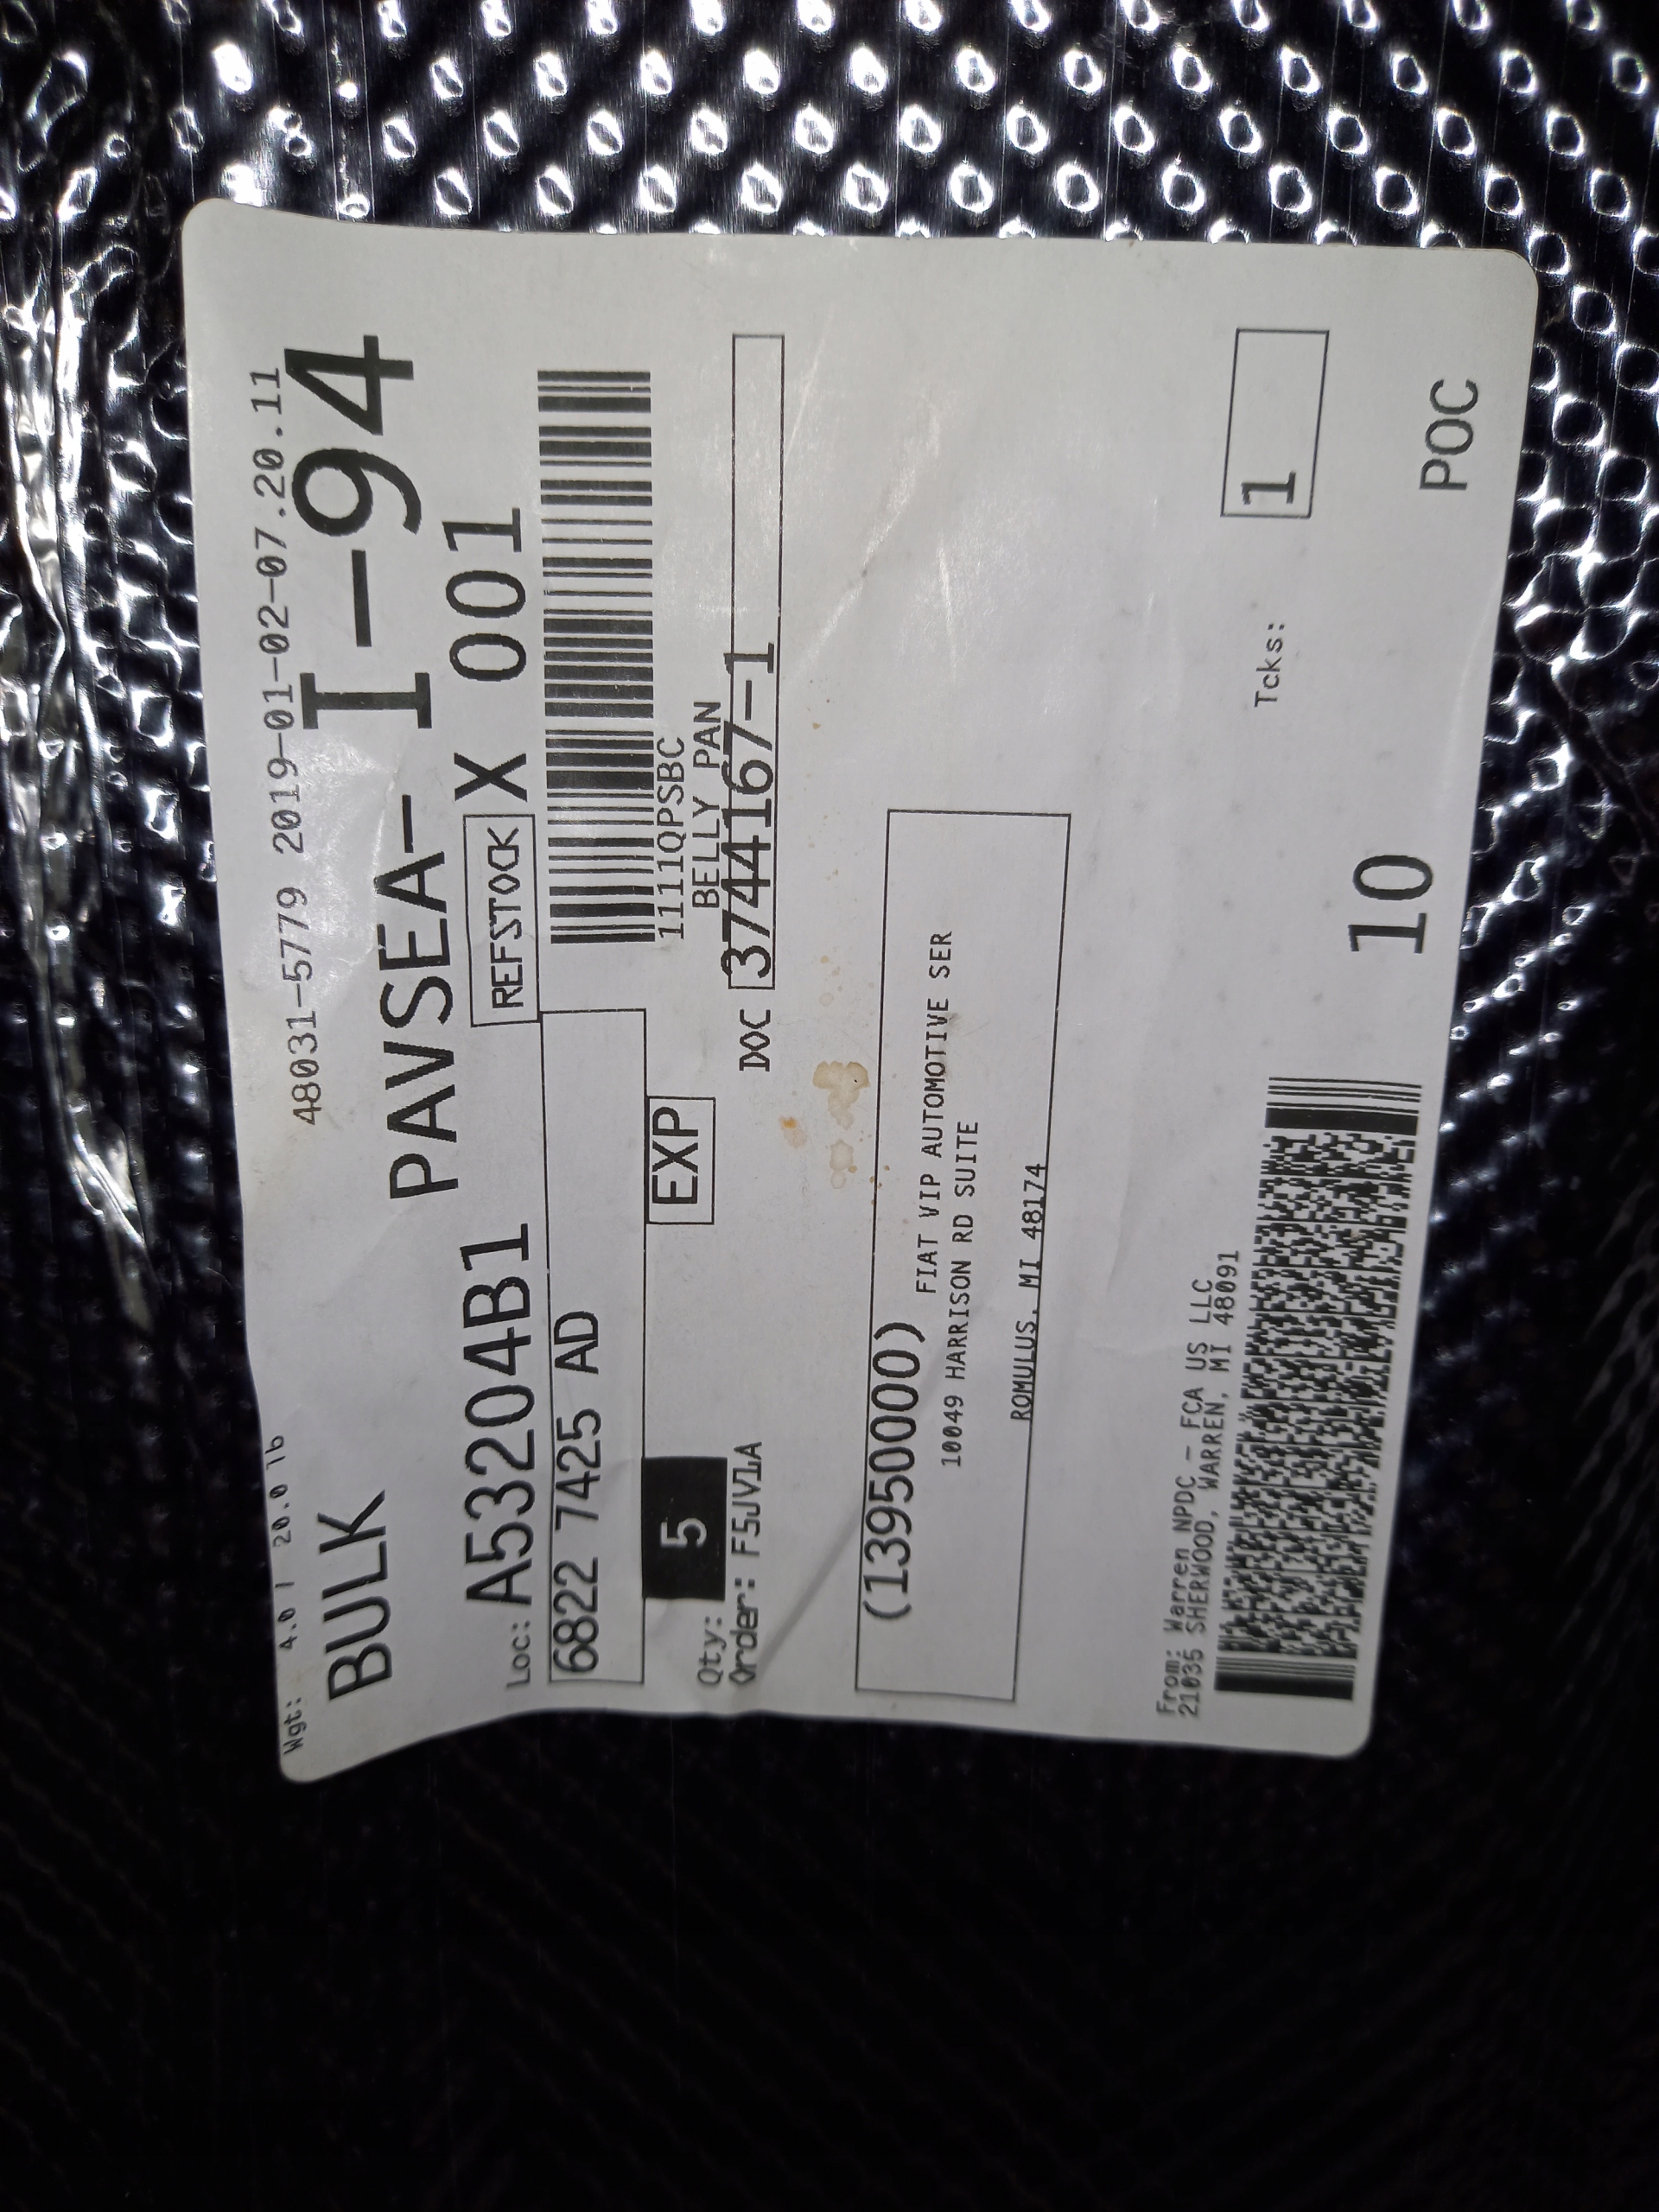 Wgt: 4.0 / 20.0 lb
48031-5779 2019-01-02-07.20.11
BULK PAVSEA- I-94
Loc: A53204B1 REFSTOCK X 001
6822 7425 AD
1111QPSBC
Qty: 5 EXP BELLY PAN
Order: F5JV1A DOC 3744167-1
(13950000) FIAT VIP AUTOMOTIVE SER
10049 HARRISON RD SUITE
ROMULUS, MI 48174
From: Warren NPDC - FCA US LLC
21035 SHERWOOD, WARREN, MI 48091
Tcks: 1
10 POC